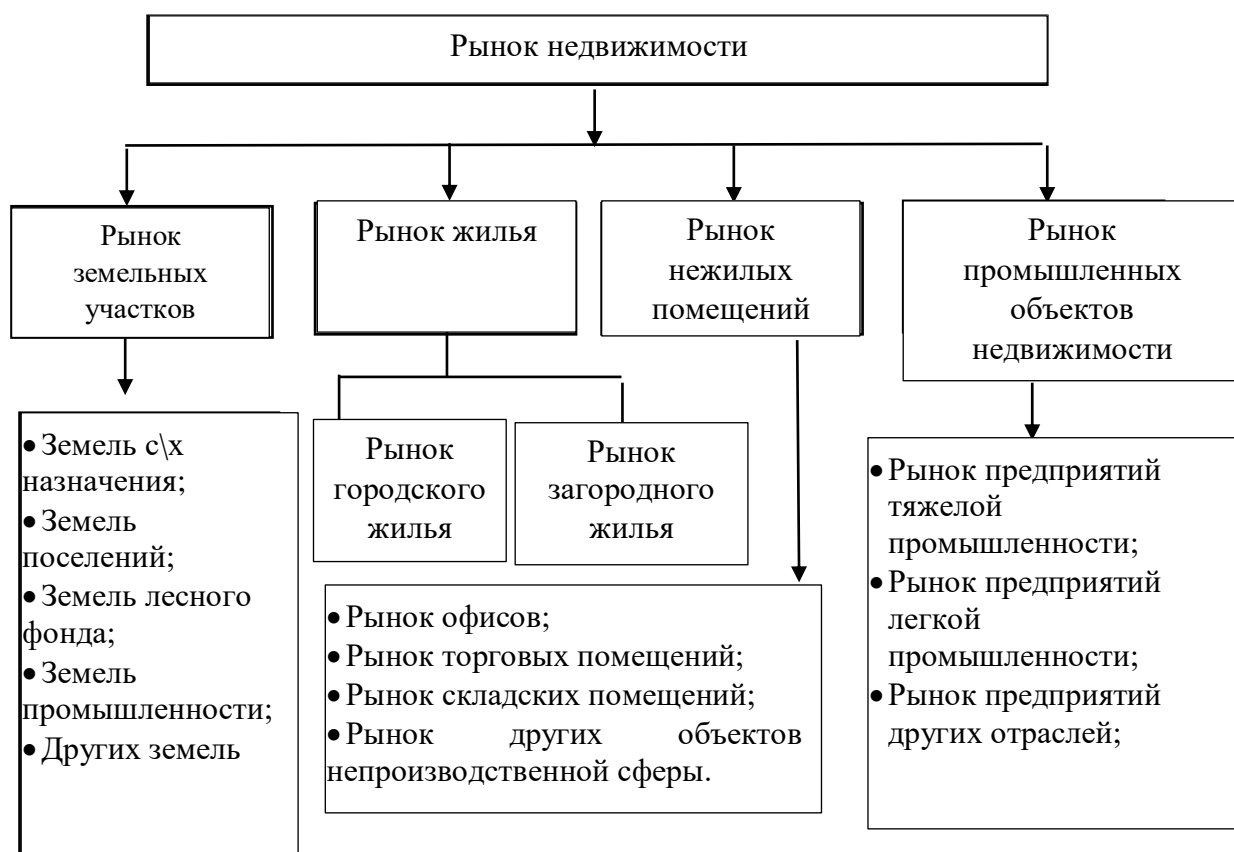 Рынок недвижимости
Рынок
земельных
участков
Рынок жилья
Рынок
нежилых
помещений
Рынок
промышленных
объектов
недвижимости
• Земель с\х
назначения;
• Земель
поселений;
• Земель лесного
фонда;
• Земель
промышленности;
• Других земель
Рынок
городского
жилья
Рынок
загородного
жилья
• Рынок офисов;
• Рынок торговых помещений;
• Рынок складских помещений;
• Рынок других объектов
непроизводственной сферы.
• Рынок предприятий
тяжелой
промышленности;
• Рынок предприятий
легкой
промышленности;
• Рынок предприятий
других отраслей;